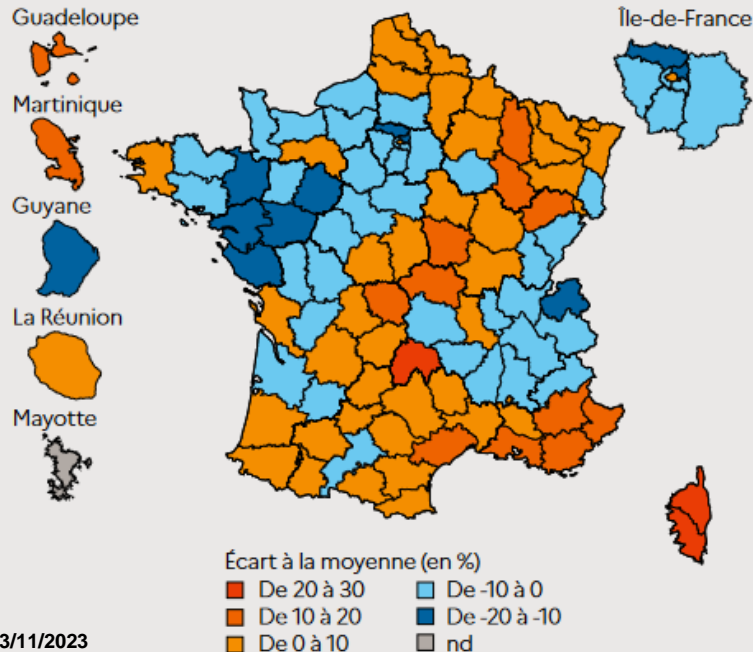 Guadeloupe
Île-de-France
Martinique
Guyane
La Réunion
Mayotte
Écart à la moyenne (en %)
De 20 à 30
De -10 à 0
De 10 à 20
De -20 à -10
De 0 à 10
nd
3/11/2023